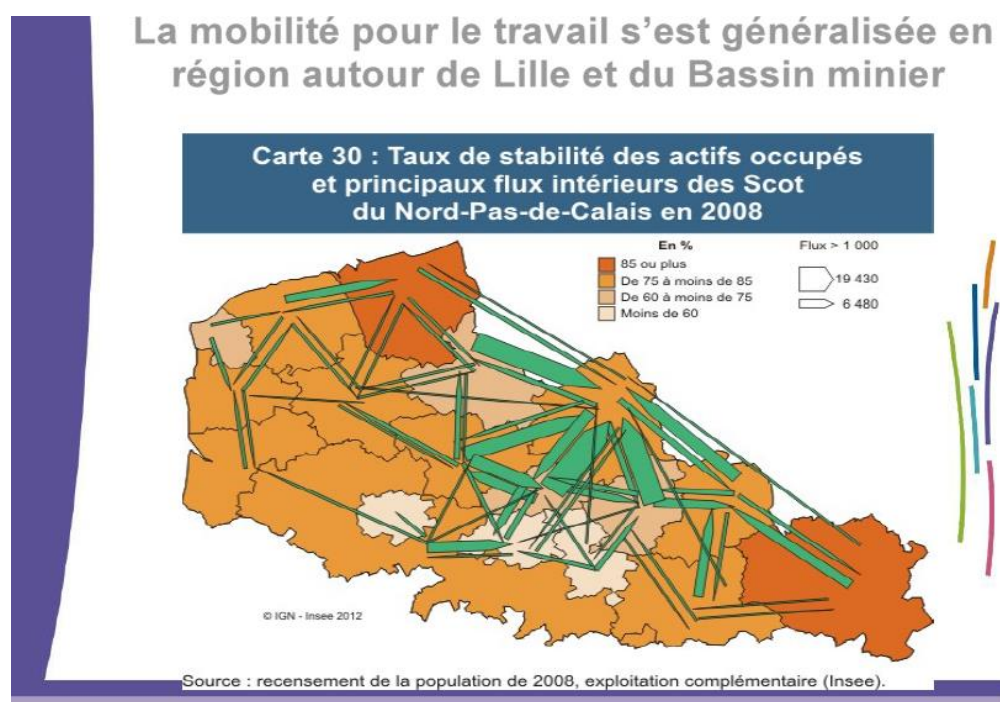 La mobilité pour le travail s’est généralisée en
région autour de Lille et du Bassin minier
Carte 30 : Taux de stabilité des actifs occupés
et principaux flux intérieurs des Scot
du Nord-Pas-de-Calais en 2008
En %
85 ou plus
De 75 à moins de 85
De 60 à moins de 75
Moins de 60
Flux > 1 000
19 430
6 480
© IGN - Insee 2012
Source : recensement de la population de 2008, exploitation complémentaire (Insee).